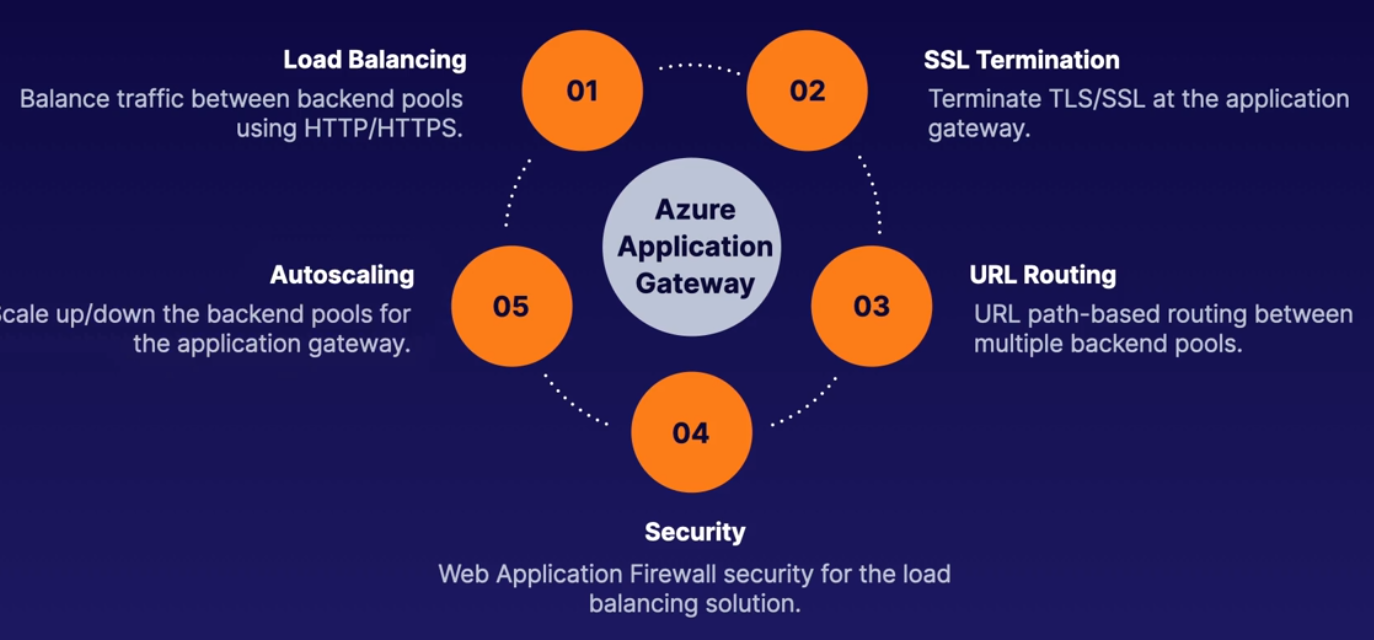 Load Balancing
Balance traffic between backend pools
using HTTP/HTTPS.
01
02
SSL Termination
Terminate TLS/SSL at the application
gateway.
Azure
Application
Gateway
Autoscaling
Scale up/down the backend pools for
the application gateway.
05
03
URL Routing
URL path-based routing between
multiple backend pools.
04
Security
Web Application Firewall security for the load
balancing solution.